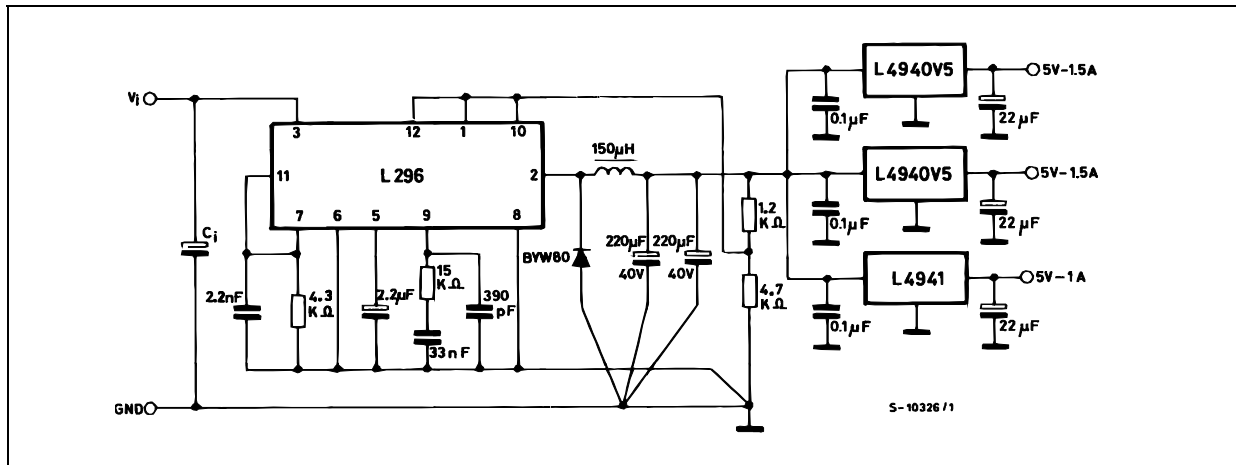 Vi
GND
Ci
3
12
1
10
L296
11
2
7
6
5
9
8
2.2nF
4.3
KΩ
2.2µF
15
KΩ
390
pF
33nF
150µH
BYW80
220µF
40V
220µF
40V
1.2
KΩ
4.7
KΩ
L4940V5
0.1µF
22µF
5V-1.5A
L4940V5
0.1µF
22µF
5V-1.5A
L4941
0.1µF
22µF
5V-1A
S-10326/1